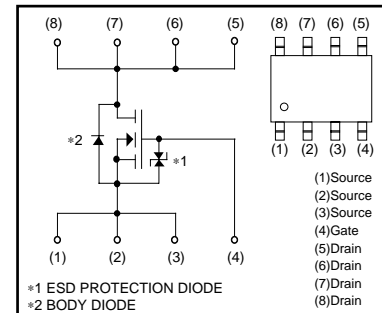 (8) (7) (6) (5)
(8) (7) (6) (5)
∗2
∗1
(1) (2) (3) (4)
(1) (2) (3) (4)
(1)Source
(2)Source
(3)Source
(4)Gate
(5)Drain
(6)Drain
(7)Drain
(8)Drain
∗1 ESD PROTECTION DIODE
∗2 BODY DIODE